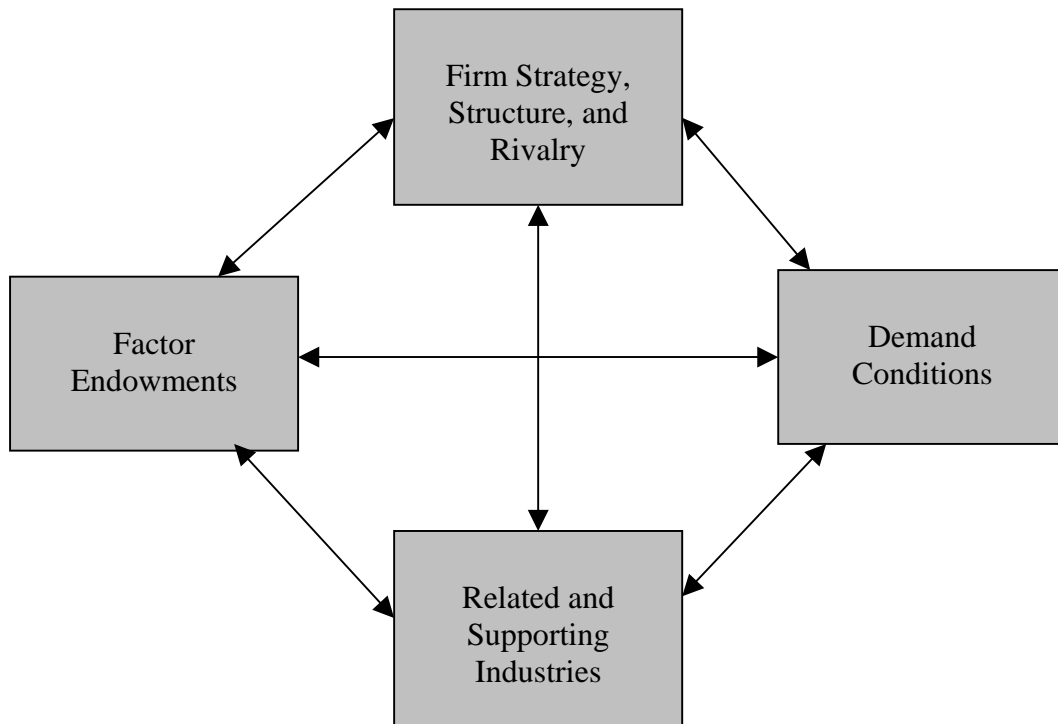 Firm Strategy,
Structure, and
Rivalry
Factor
Endowments
Demand
Conditions
Related and
Supporting
Industries